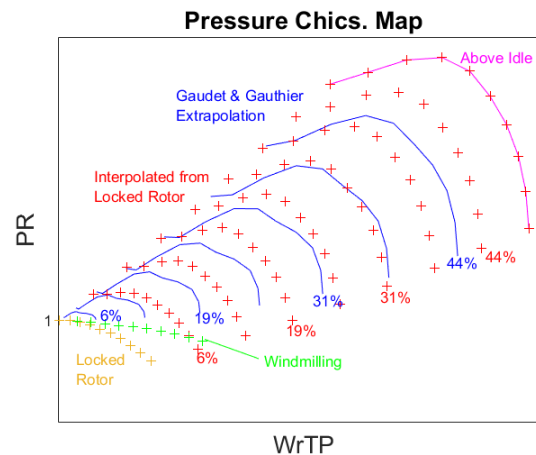 Pressure Chics. Map
Above Idle
Gaudet & Gauthier
Extrapolation
Interpolated from
Locked Rotor
PR
44%
44%
31%
31%
1
6%
19%
19%
6%
Windmilling
Locked
Rotor
WrTP